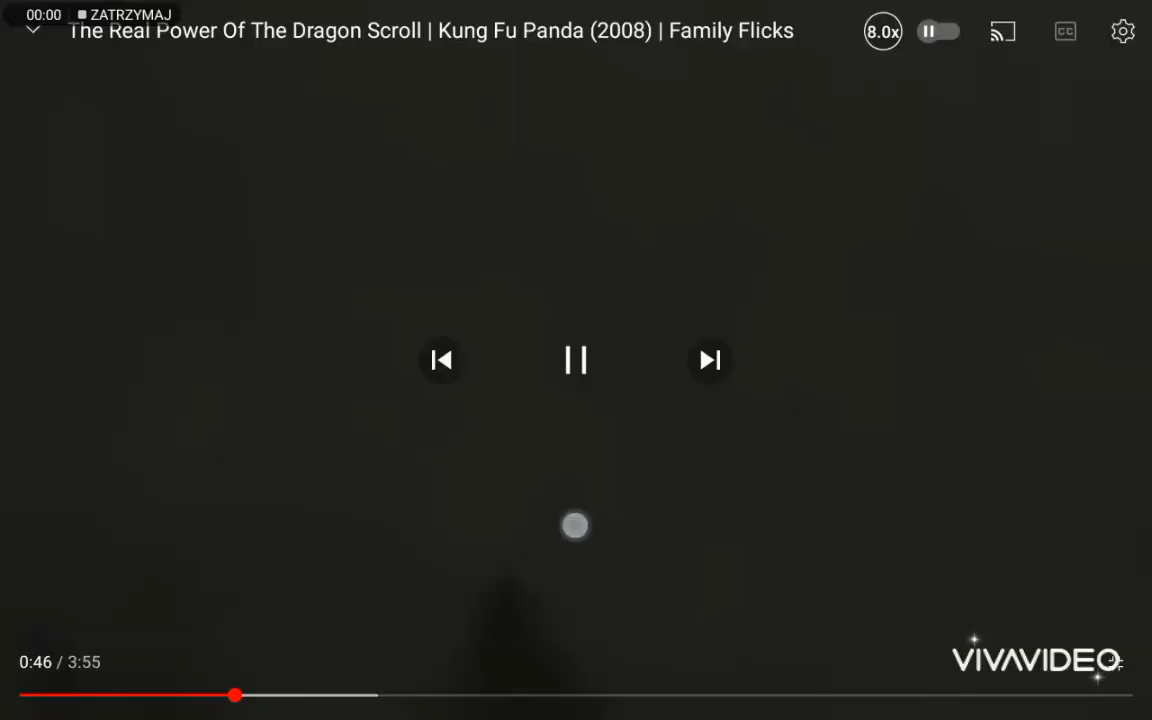 00:00 ZATRZYMAJ
The Real Power Of The Dragon Scroll | Kung Fu Panda (2008) | Family Flicks
8.0x
CC
0:46 / 3:55
VIVAVIDEO